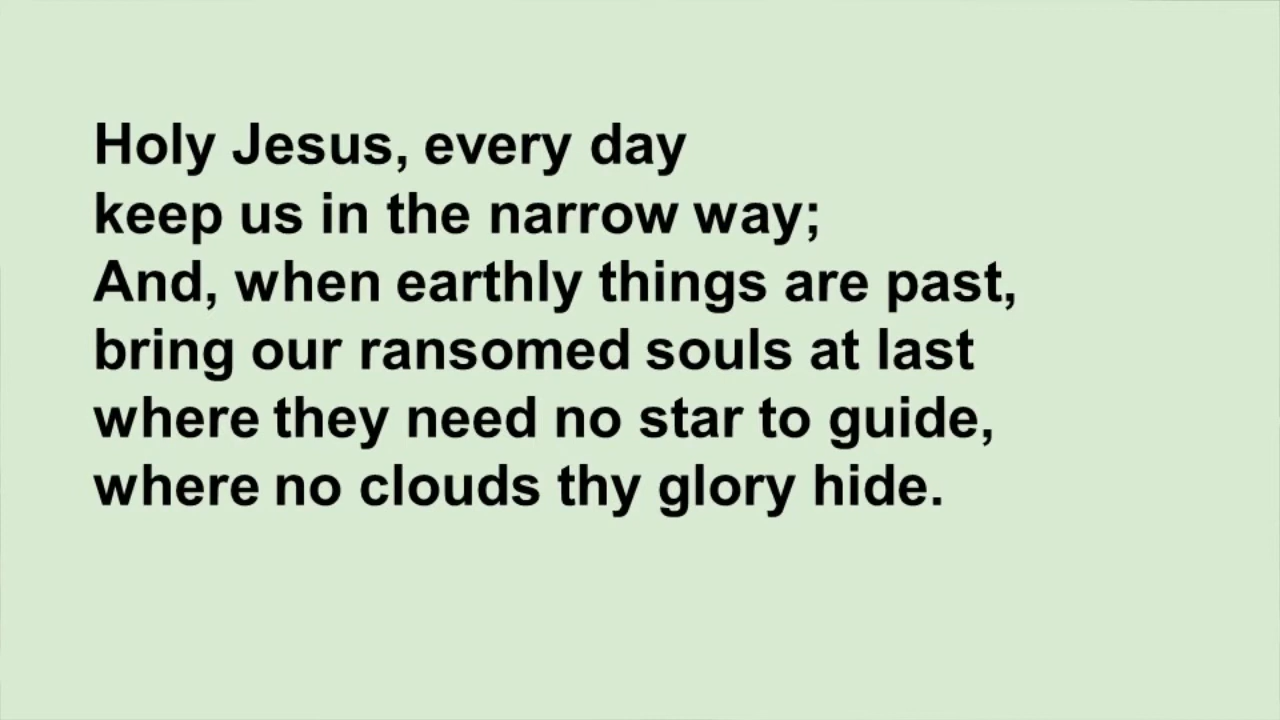 Holy Jesus, every day
keep us in the narrow way;
And, when earthly things are past,
bring our ransomed souls at last
where they need no star to guide,
where no clouds thy glory hide.